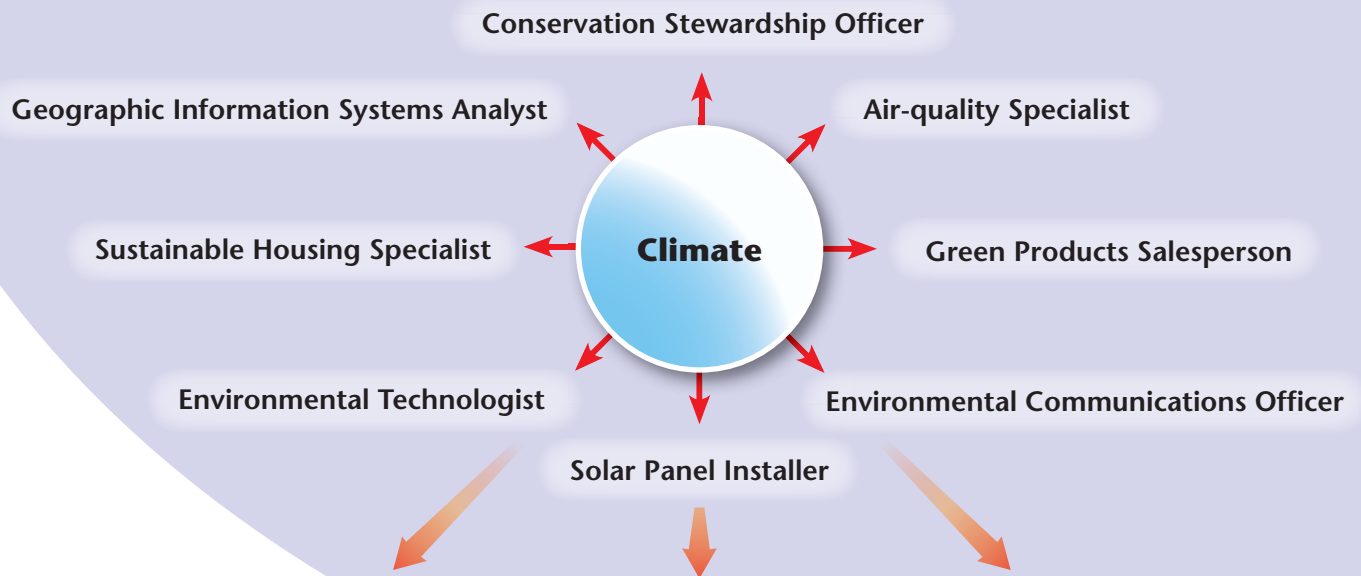 Conservation Stewardship Officer
Geographic Information Systems Analyst
Air-quality Specialist
Sustainable Housing Specialist
Climate
Green Products Salesperson
Environmental Technologist
Environmental Communications Officer
Solar Panel Installer